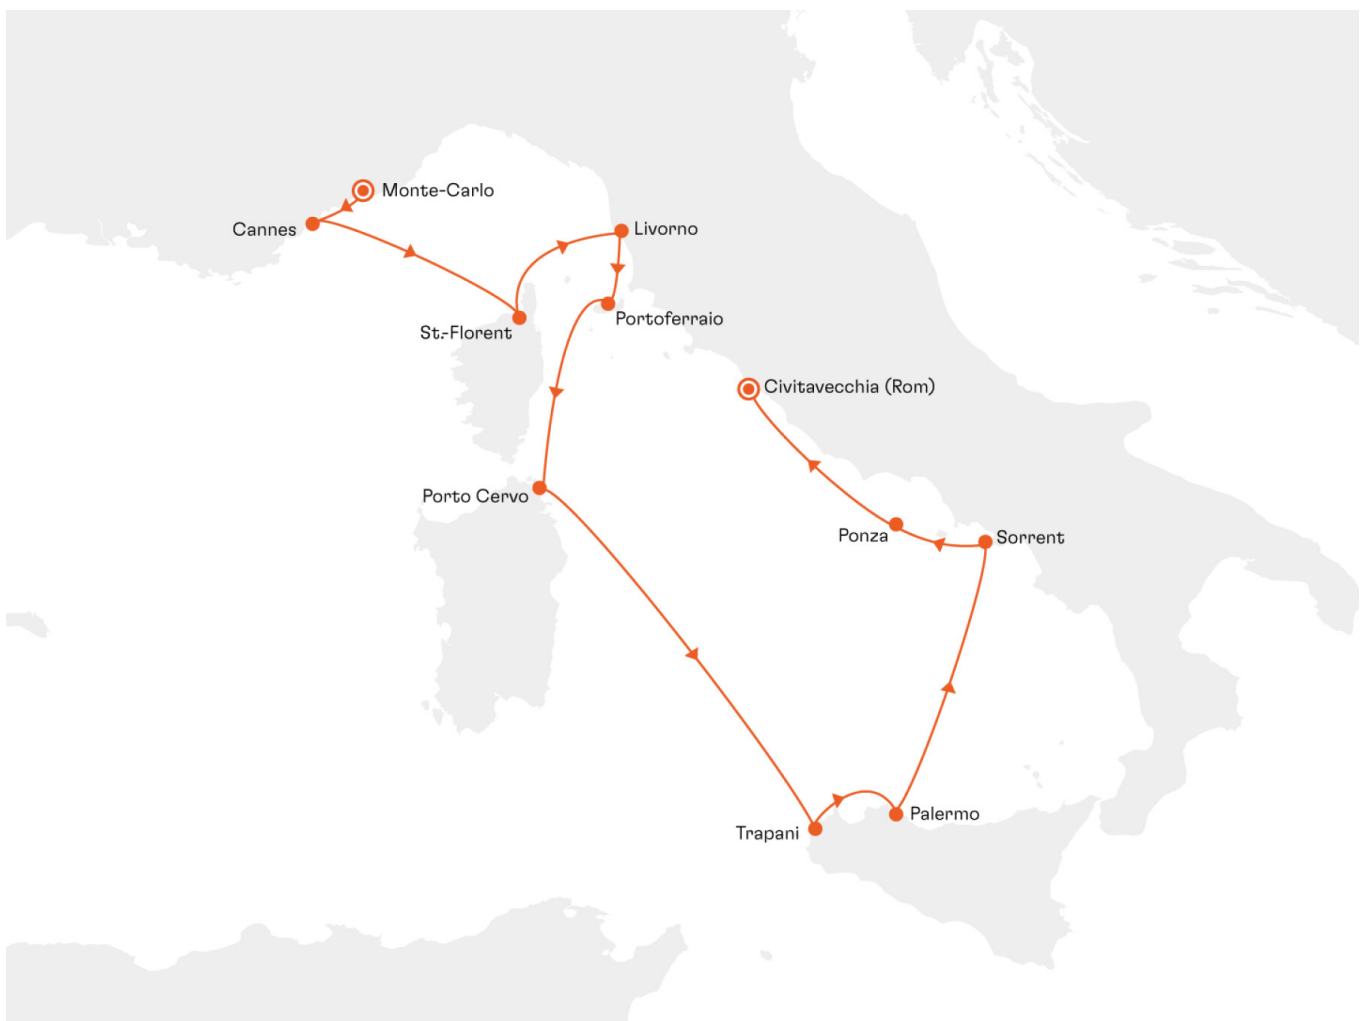 Monte-Carlo
Cannes
Livorno
St.-Florent
Portoferraio
Civitavecchia (Rom)
Porto Cervo
Ponza
Sorrent
Trapani
Palermo